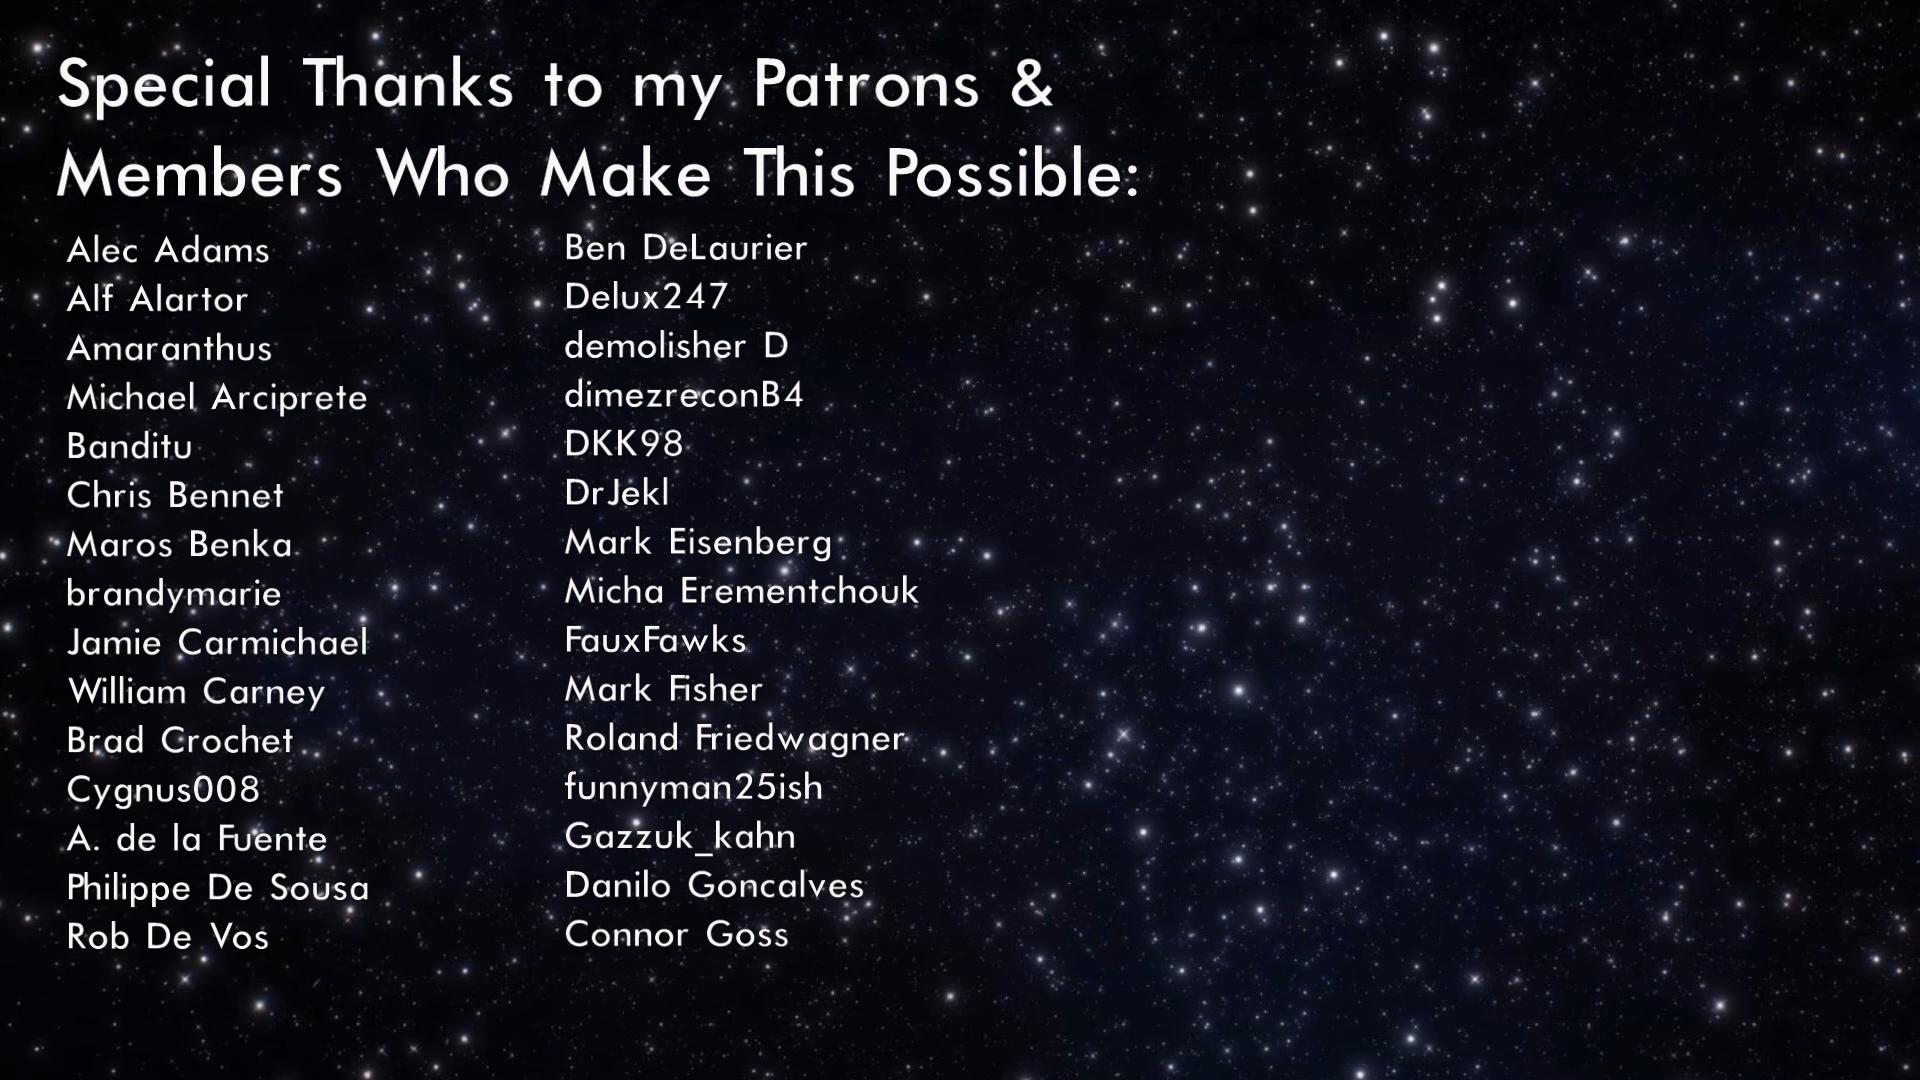 Special Thanks to my Patrons &
Members Who Make This Possible:
Alec Adams
Alf Alartor
Amaranthus
Michael Arciprete
Banditu
Chris Bennet
Maros Benka
brandymarie
Jamie Carmichael
William Carney
Brad Crochet
Cygnus008
A. de la Fuente
Philippe De Sousa
Rob De Vos
Ben DeLaurier
Delux247
demolisher D
dimezreconB4
DKK98
DrJekl
Mark Eisenberg
Micha Erementchouk
FauxFawks
Mark Fisher
Roland Friedwagner
funnyman25ish
Gazzuk_kahn
Danilo Goncalves
Connor Goss